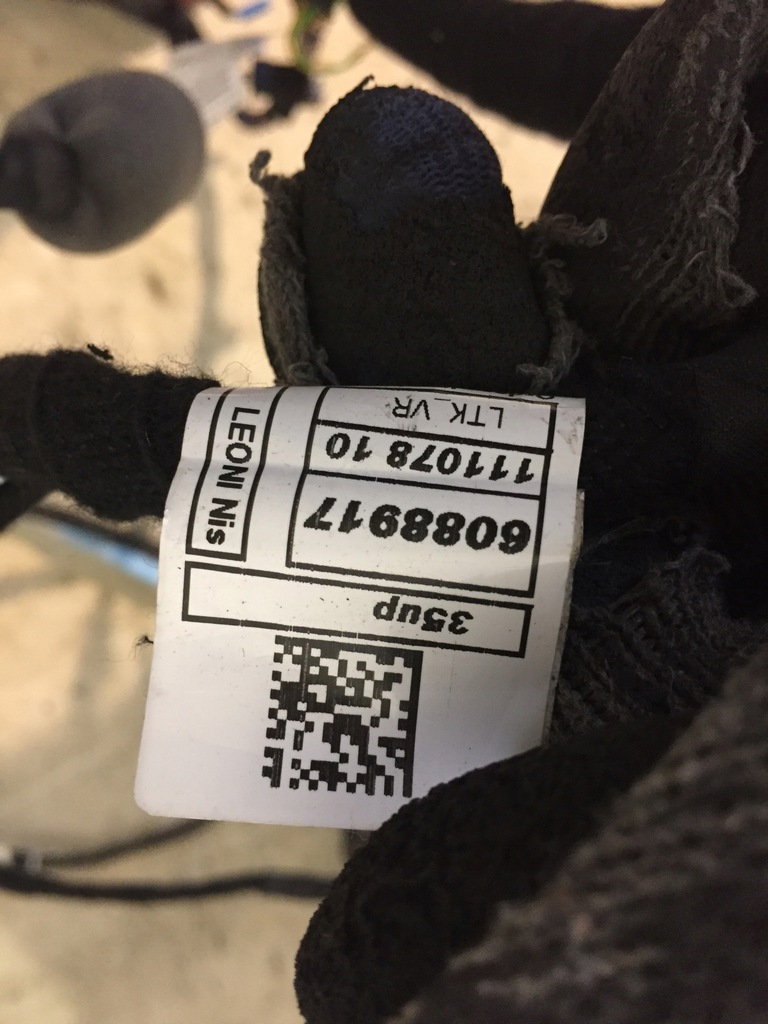 35up
6088917
111078 10
LTK_VR
LEONI Nis